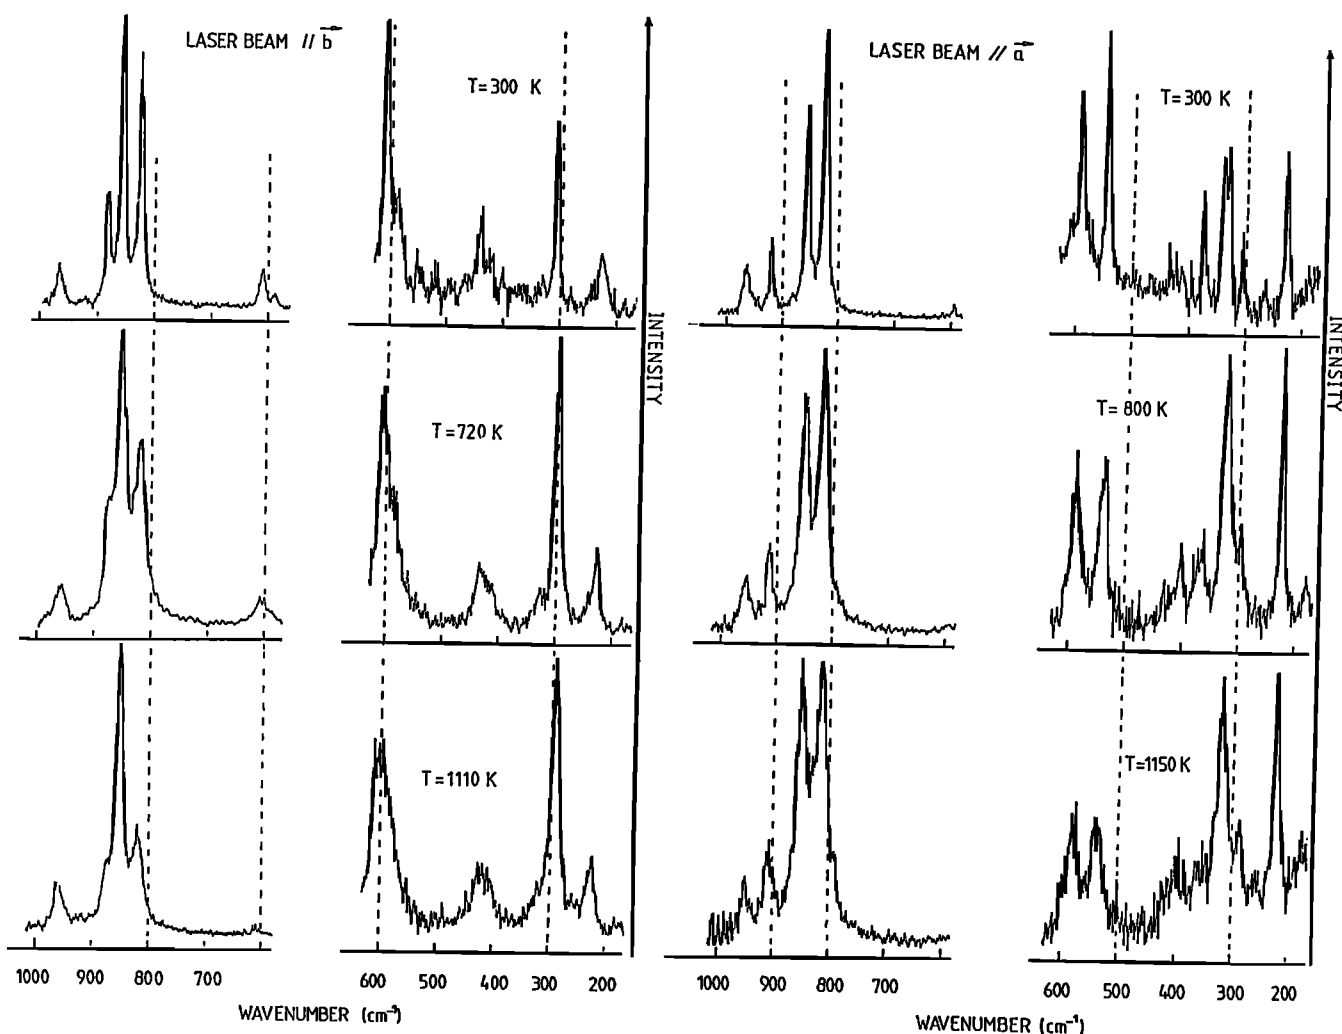 LASER BEAM // b
T=300 K
T=720 K
T=1110 K
INTENSITY
1000 900 800 700
600 500 400 300 200
WAVENUMBER (cm⁻¹)
LASER BEAM // a
T=300 K
T=800 K
T=1150 K
INTENSITY
1000 900 800 700
600 500 400 300 200
WAVENUMBER (cm⁻¹)